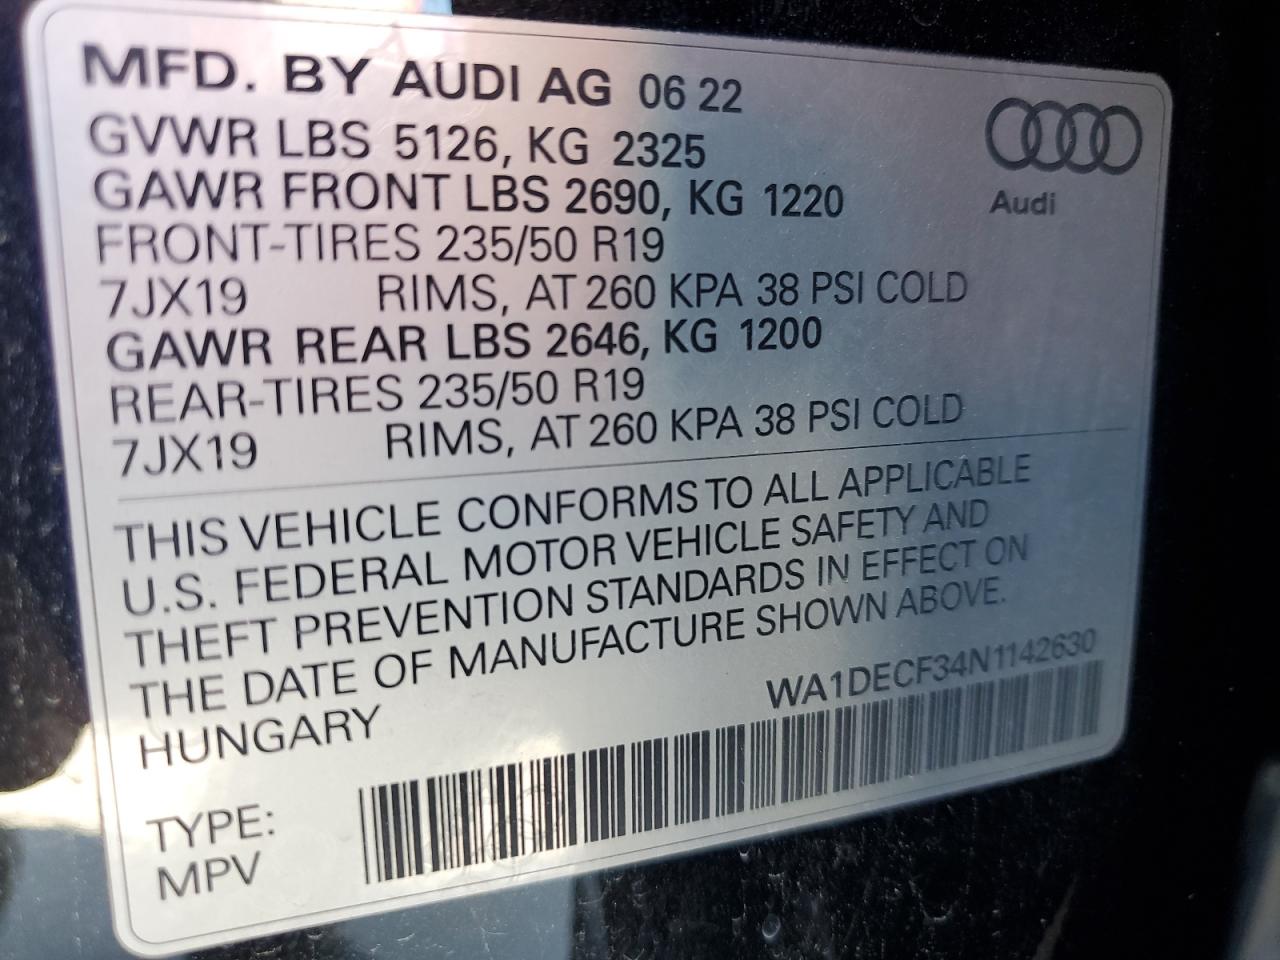 MFD. BY AUDI AG 06 22
GVWR LBS 5126, KG 2325
GAWR FRONT LBS 2690, KG 1220
Audi
FRONT-TIRES 235/50 R19
7JX19 RIMS, AT 260 KPA 38 PSI COLD
GAWR REAR LBS 2646, KG 1200
REAR-TIRES 235/50 R19
7JX19 RIMS, AT 260 KPA 38 PSI COLD
THIS VEHICLE CONFORMS TO ALL APPLICABLE
U.S. FEDERAL MOTOR VEHICLE SAFETY AND
THEFT PREVENTION STANDARDS IN EFFECT ON
THE DATE OF MANUFACTURE SHOWN ABOVE.
HUNGARY
WA1DECF34N1142630
TYPE:
MPV